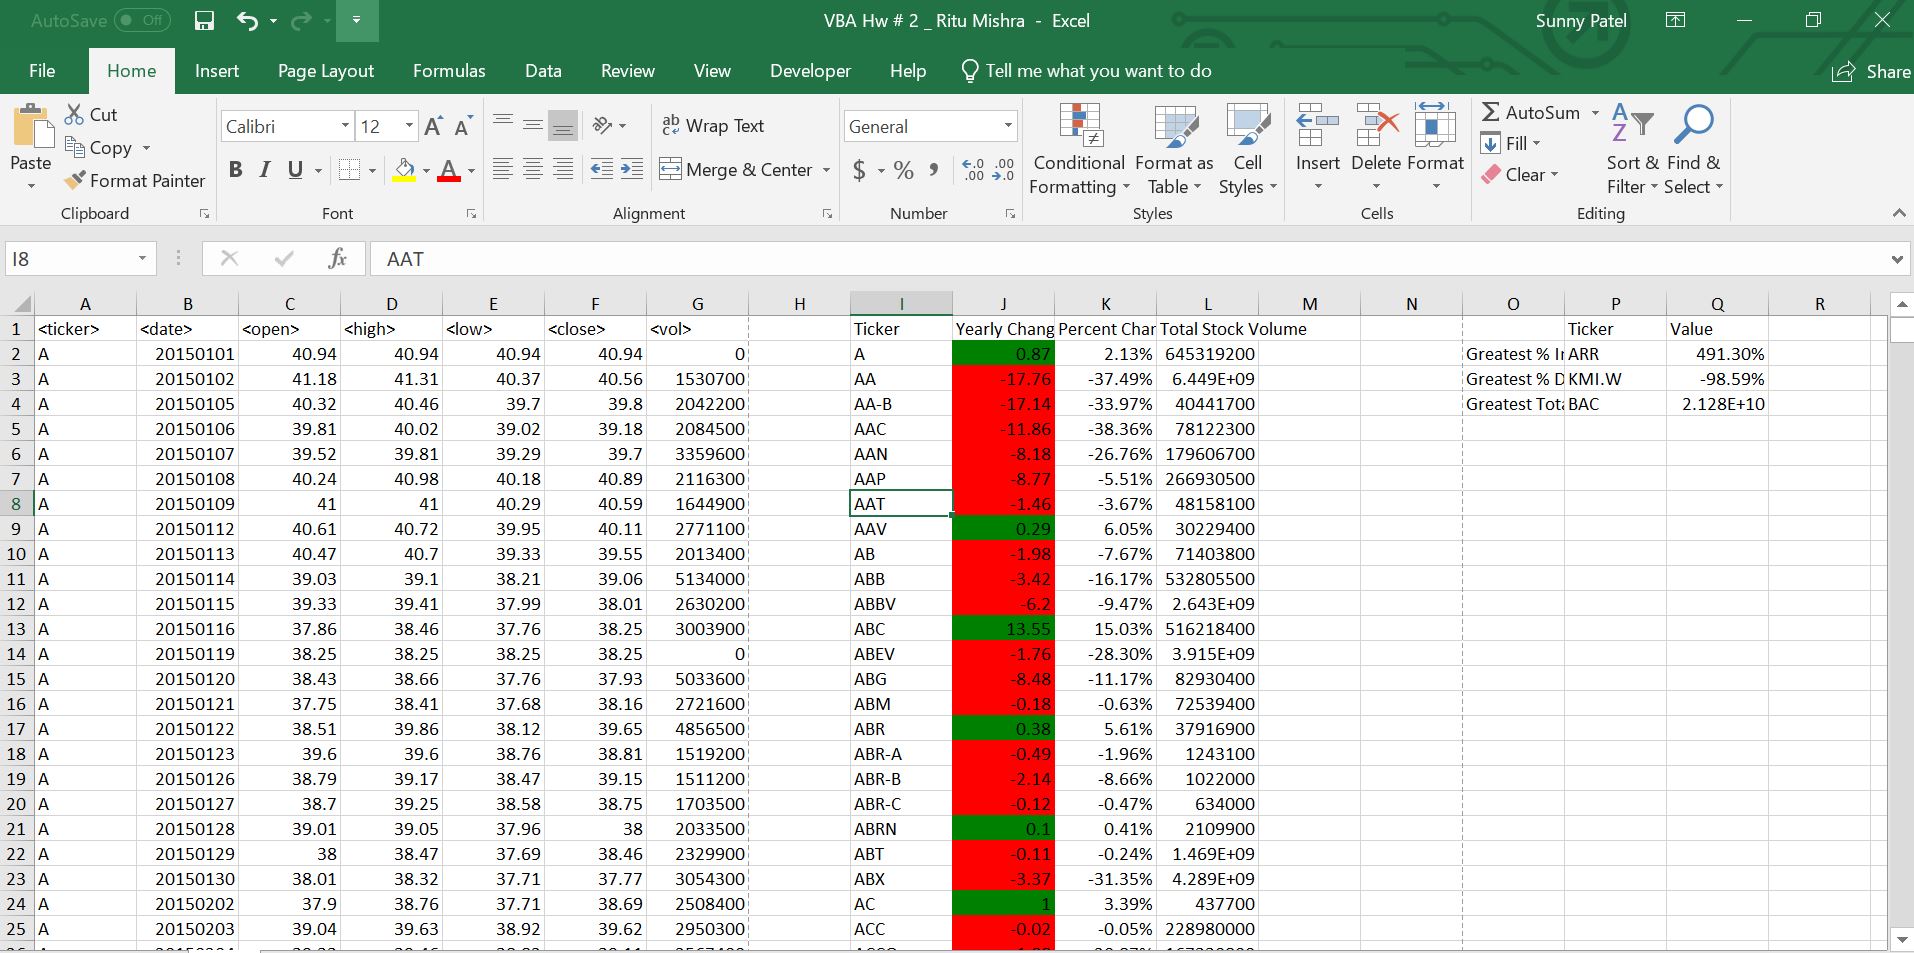 AutoSave Off VBA Hw # 2 _ Ritu Mishra - Excel Sunny Patel
File Home Insert Page Layout Formulas Data Review View Developer Help Tell me what you want to do Share
Paste Cut Copy Format Painter Clipboard
Calibri 12 B I U A Font
ab Wrap Text Merge & Center Alignment
General $ % , Number
Conditional Formatting Format as Table Cell Styles Styles
Insert Delete Format Cells
AutoSum Fill Clear Sort & Filter Find & Select Editing
I8 fx AAT
A B C D E F G H I J K L M N O P Q R
1 <ticker> <date> <open> <high> <low> <close> <vol> Ticker Yearly Chang Percent Char Total Stock Volume Ticker Value
2 A 20150101 40.94 40.94 40.94 40.94 0 A 0.87 2.13% 645319200 Greatest % Ir ARR 491.30%
3 A 20150102 41.18 41.31 40.37 40.56 1530700 AA -17.76 -37.49% 6.449E+09 Greatest % D KMI.W -98.59%
4 A 20150105 40.32 40.46 39.7 39.8 2042200 AA-B -17.14 -33.97% 40441700 Greatest Tota BAC 2.128E+10
5 A 20150106 39.81 40.02 39.02 39.18 2084500 AAC -11.86 -38.36% 78122300
6 A 20150107 39.52 39.81 39.29 39.7 3359600 AAN -8.18 -26.76% 179606700
7 A 20150108 40.24 40.98 40.18 40.89 2116300 AAP -8.77 -5.51% 266930500
8 A 20150109 41 41 40.29 40.59 1644900 AAT -1.46 -3.67% 48158100
9 A 20150112 40.61 40.72 39.95 40.11 2771100 AAV 0.29 6.05% 30229400
10 A 20150113 40.47 40.7 39.33 39.55 2013400 AB -1.98 -7.67% 71403800
11 A 20150114 39.03 39.1 38.21 39.06 5134000 ABB -3.42 -16.17% 532805500
12 A 20150115 39.33 39.41 37.99 38.01 2630200 ABBV -6.2 -9.47% 2.643E+09
13 A 20150116 37.86 38.46 37.76 38.25 3003900 ABC 13.55 15.03% 516218400
14 A 20150119 38.25 38.25 38.25 38.25 0 ABEV -1.76 -28.30% 3.915E+09
15 A 20150120 38.43 38.66 37.76 37.93 5033600 ABG -8.48 -11.17% 82930400
16 A 20150121 37.75 38.41 37.68 38.16 2721600 ABM -0.18 -0.63% 72539400
17 A 20150122 38.51 39.86 38.12 39.65 4856500 ABR 0.38 5.61% 37916900
18 A 20150123 39.6 39.6 38.76 38.81 1519200 ABR-A -0.49 -1.96% 1243100
19 A 20150126 38.79 39.17 38.47 39.15 1511200 ABR-B -2.14 -8.66% 1022000
20 A 20150127 38.7 39.25 38.58 38.75 1703500 ABR-C -0.12 -0.47% 634000
21 A 20150128 39.01 39.05 37.96 38 2033500 ABRN 0.1 0.41% 2109900
22 A 20150129 38 38.47 37.69 38.46 2329900 ABT -0.11 -0.24% 1.469E+09
23 A 20150130 38.01 38.32 37.71 37.77 3054300 ABX -3.37 -31.35% 4.289E+09
24 A 20150202 37.9 38.76 37.71 38.69 2508400 AC 1 3.39% 437700
25 A 20150203 39.04 39.63 38.92 39.62 2950300 ACC -0.02 -0.05% 228980000